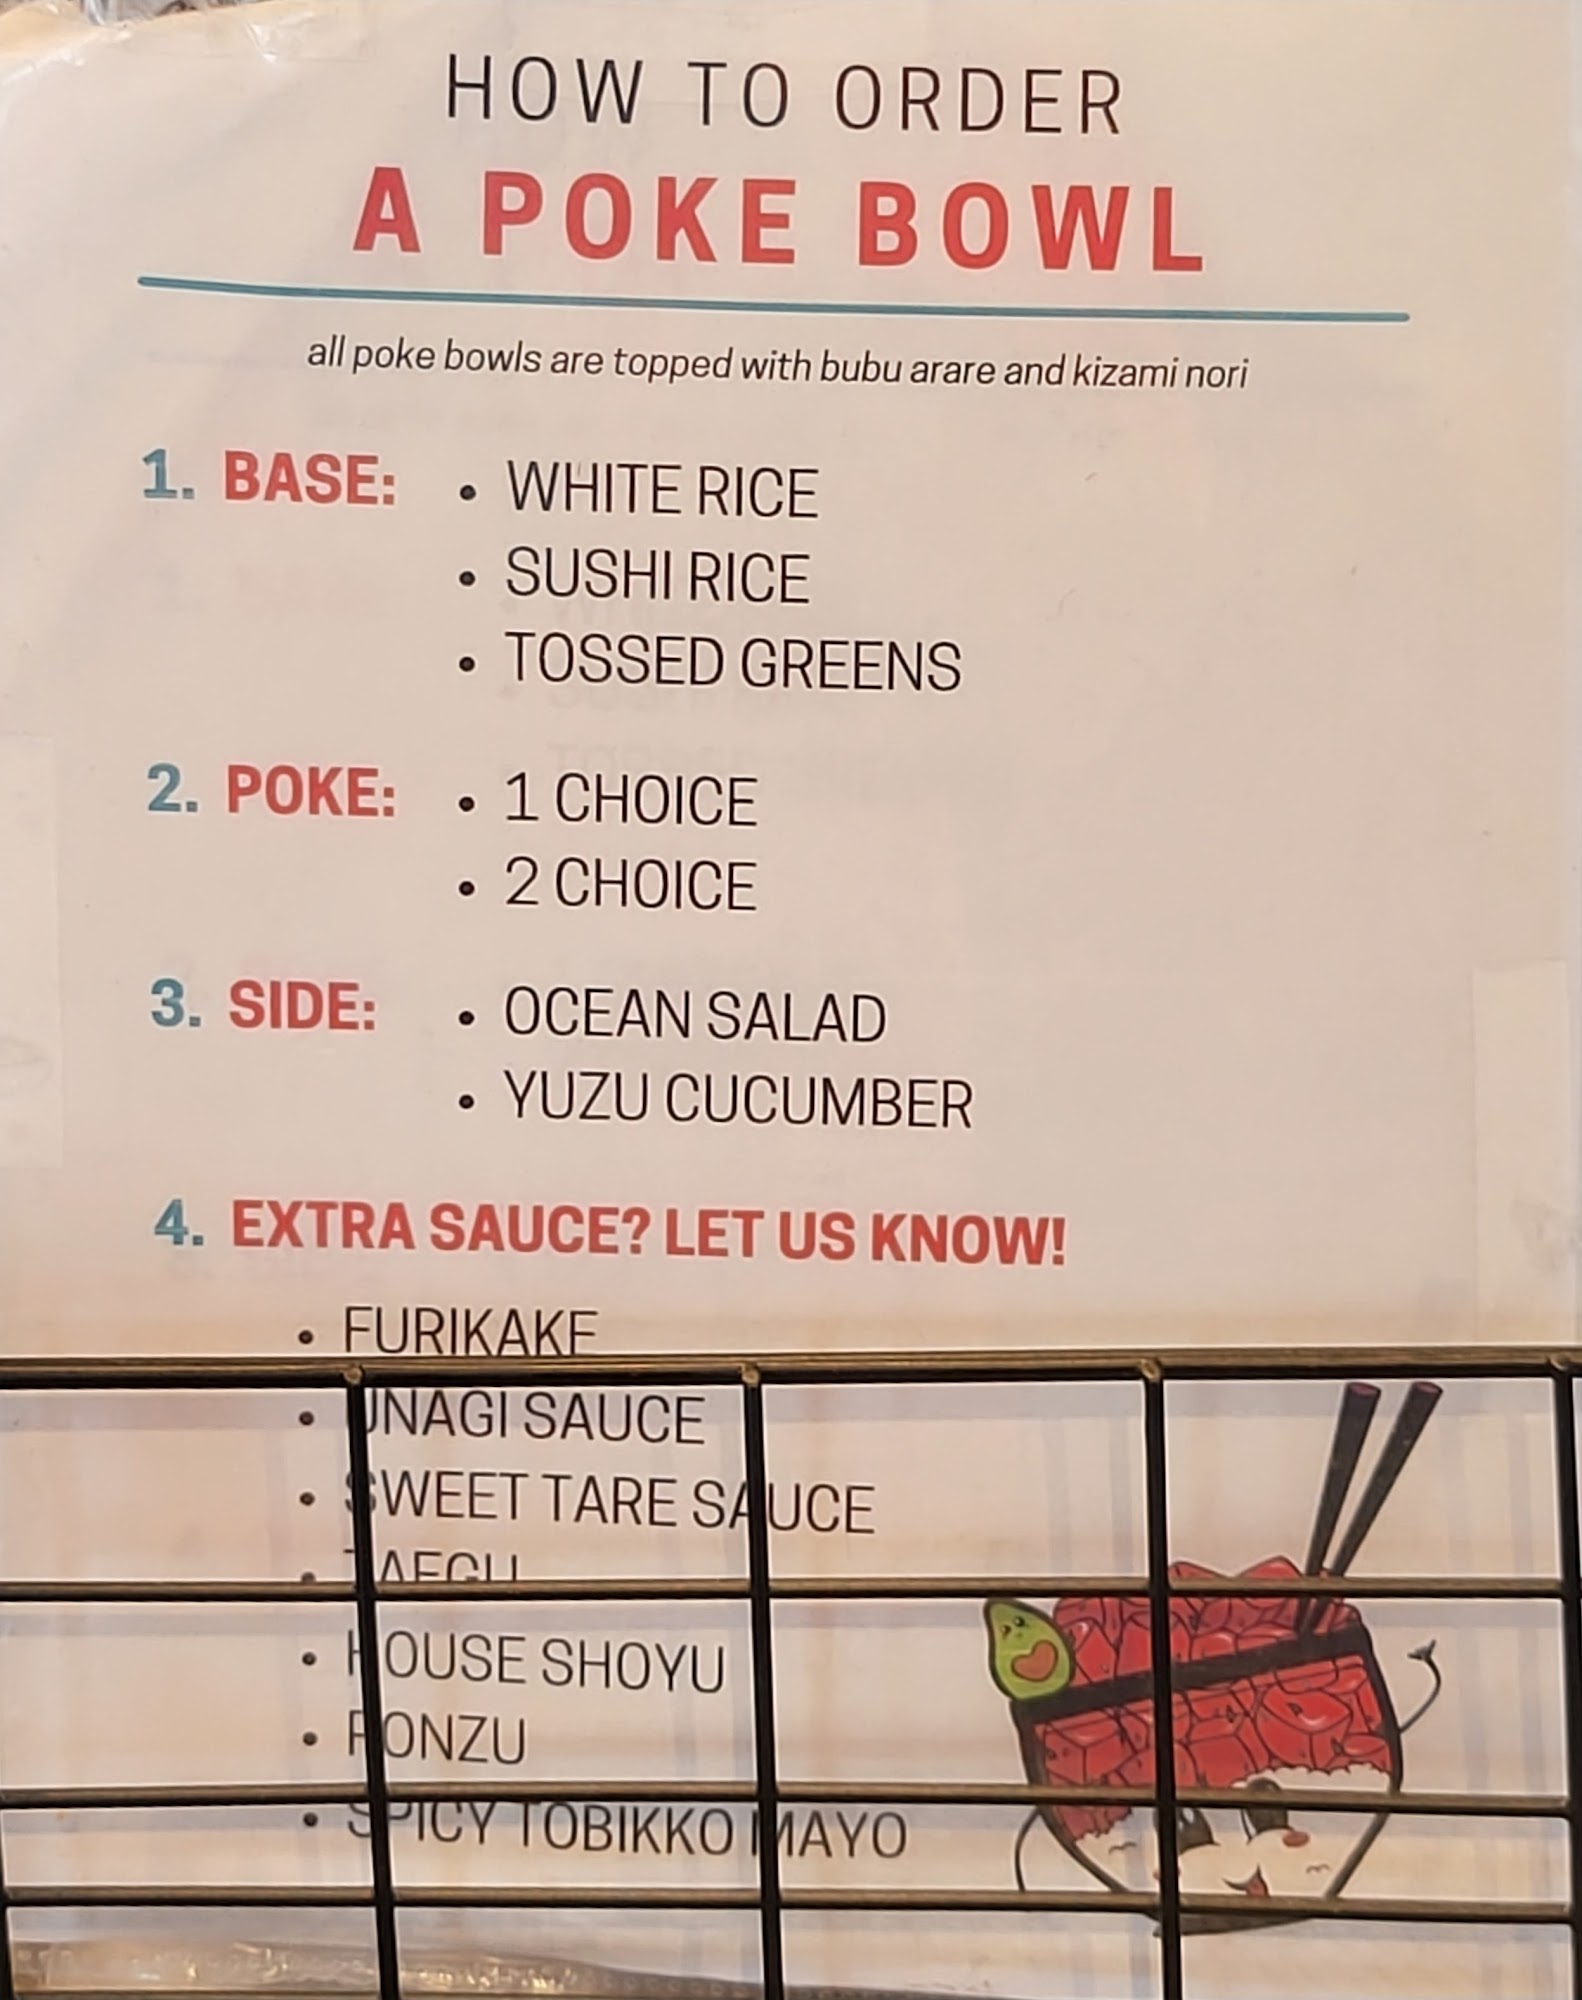 HOW TO ORDER
A POKE BOWL
all poke bowls are topped with bubu arare and kizami nori
1. BASE:
• WHITE RICE
• SUSHI RICE
• TOSSED GREENS
2. POKE:
• 1 CHOICE
• 2 CHOICE
3. SIDE:
• OCEAN SALAD
• YUZU CUCUMBER
4. EXTRA SAUCE? LET US KNOW!
• FURIKAKE
• UNAGI SAUCE
• SWEET TARE SAUCE
• TAEGU
• HOUSE SHOYU
• PONZU
• SPICY TOBIKKO MAYO